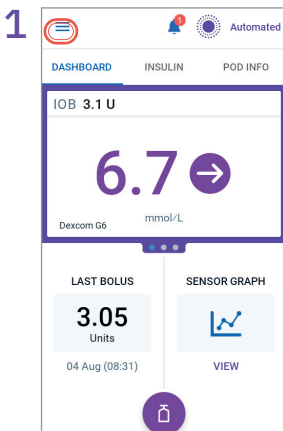 1
1
Automated
DASHBOARD INSULIN POD INFO
IOB 3.1 U
6.7
mmol/L
Dexcom G6
LAST BOLUS SENSOR GRAPH
3.05
Units
04 Aug (08:31) VIEW